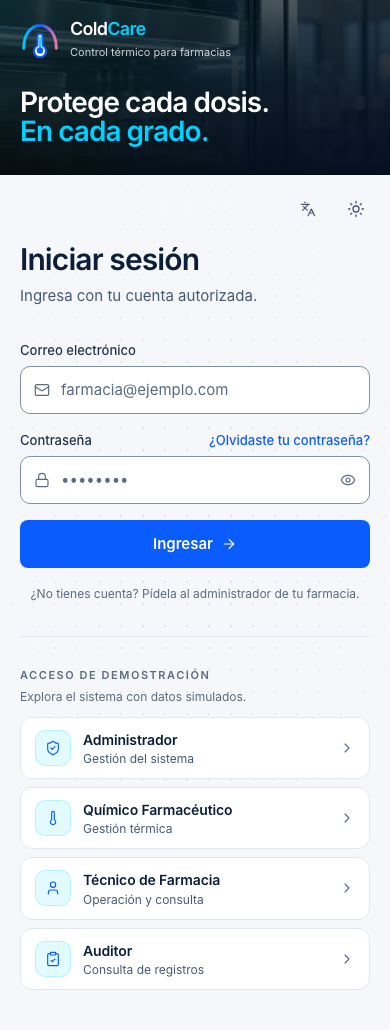 ColdCare
Control térmico para farmacias
Protege cada dosis.
En cada grado.
Iniciar sesión
Ingresa con tu cuenta autorizada.
Correo electrónico
farmacia@ejemplo.com
Contraseña
¿Olvidaste tu contraseña?
••••••••
Ingresar
¿No tienes cuenta? Pídela al administrador de tu farmacia.
ACCESO DE DEMOSTRACIÓN
Explora el sistema con datos simulados.
Administrador
Gestión del sistema
Químico Farmacéutico
Gestión térmica
Técnico de Farmacia
Operación y consulta
Auditor
Consulta de registros